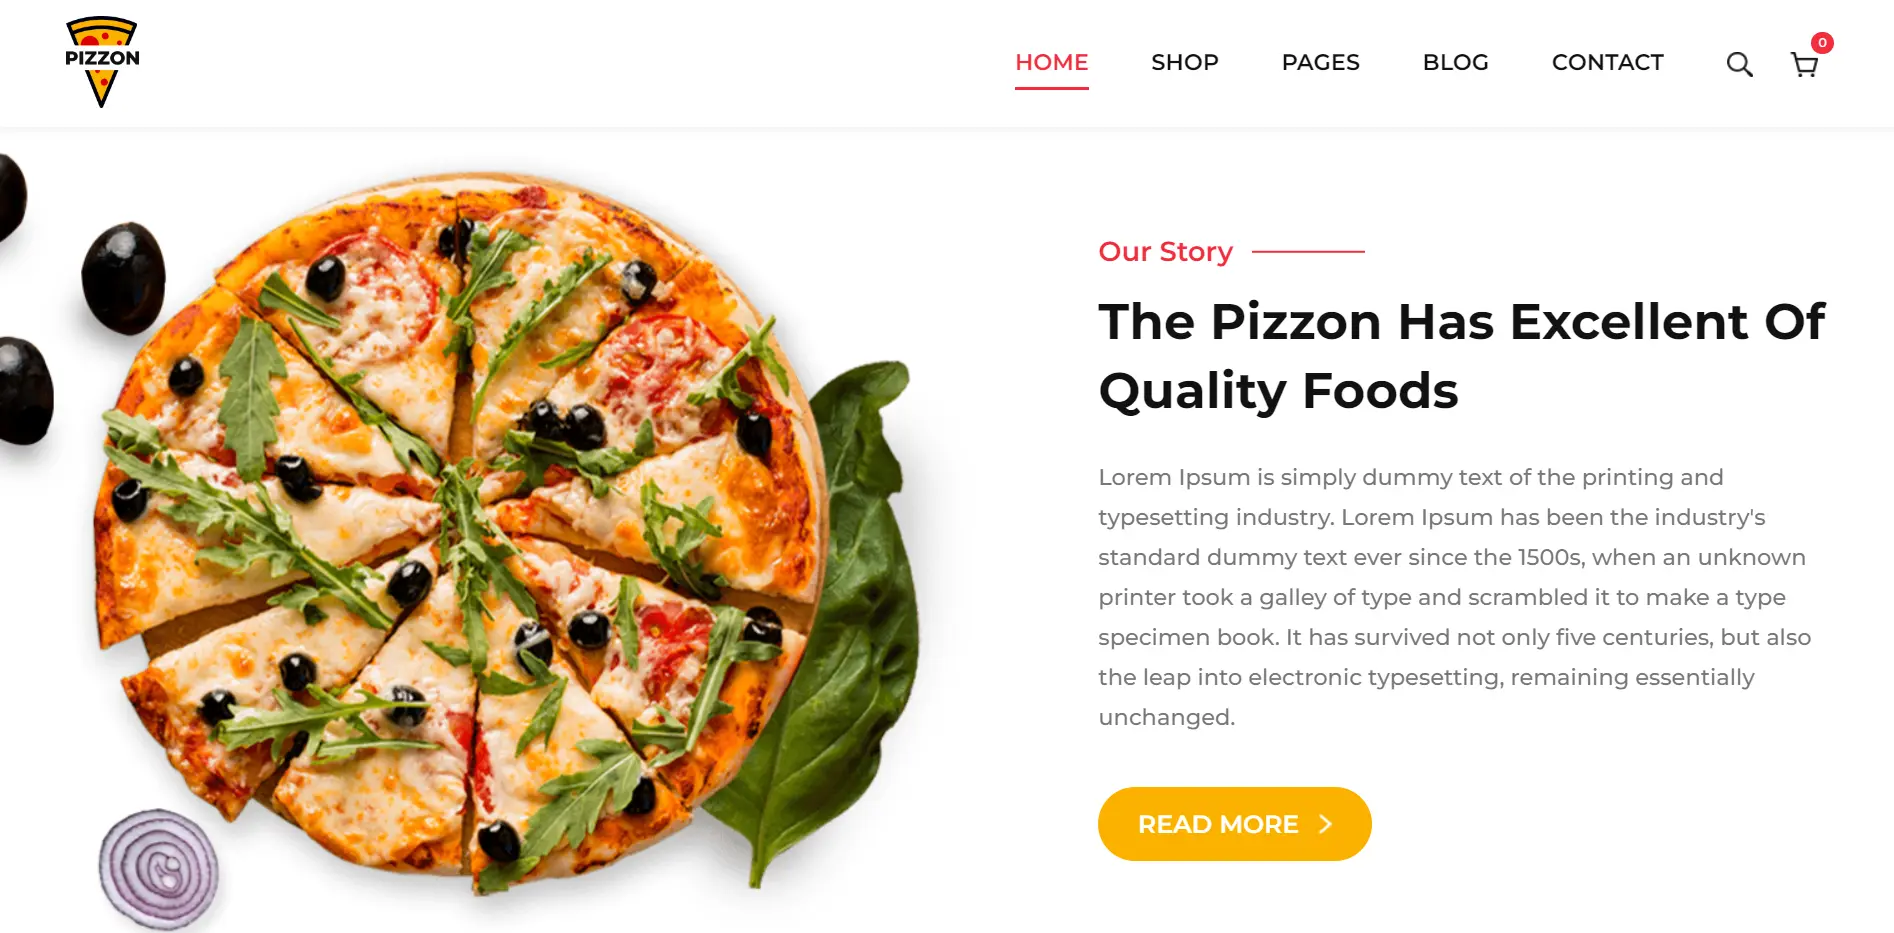 PIZZON
HOME SHOP PAGES BLOG CONTACT 0
Our Story
The Pizzon Has Excellent Of
Quality Foods
Lorem Ipsum is simply dummy text of the printing and
typesetting industry. Lorem Ipsum has been the industry's
standard dummy text ever since the 1500s, when an unknown
printer took a galley of type and scrambled it to make a type
specimen book. It has survived not only five centuries, but also
the leap into electronic typesetting, remaining essentially
unchanged.
READ MORE